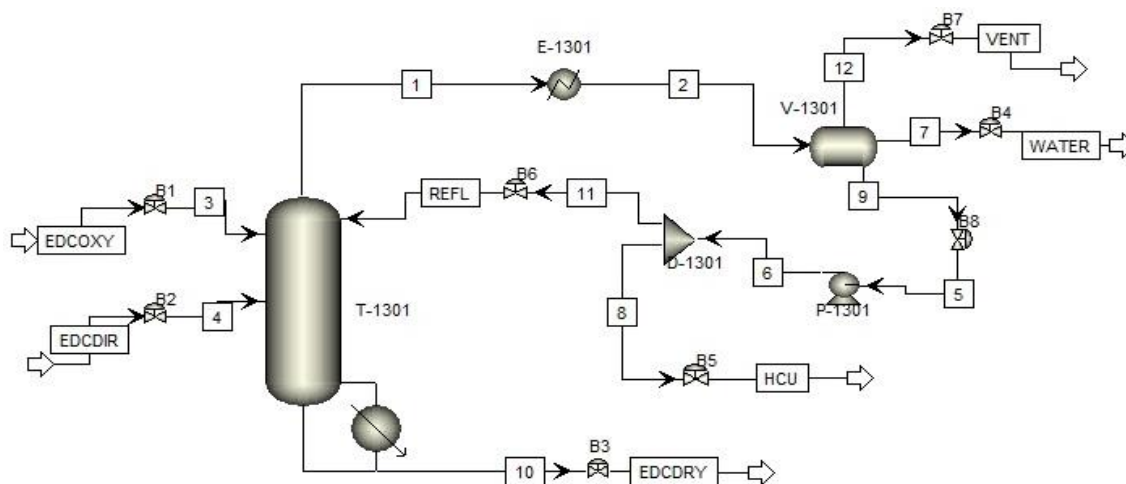 B7
VENT
E-1301
12
1
2
V-1301
7
B4
WATER
B1
3
EDCOXY
REFL
B6
11
9
B8
D-1301
6
P-1301
5
B2
4
EDCDIR
T-1301
8
B5
HCU
10
B3
EDCDRY